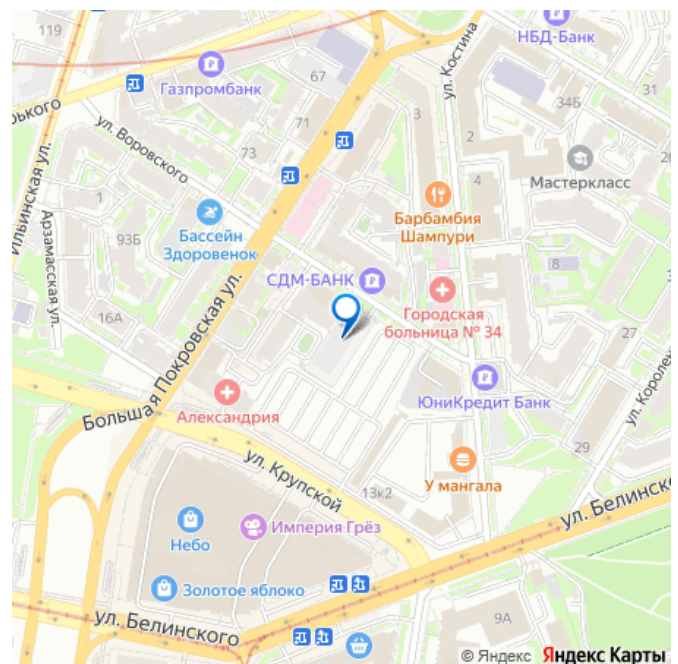 119
НБД-Банк
Газпромбанк
67
ул. Костина
31
34Б
ького
71
3
2
ул. Воровского
73
Мастеркласс
4
Ильинская ул.
1
Барбамбия
Шампури
Арзамасская ул.
93Б
Бассейн
Здоровенок
8
СДМ-БАНК
Городская
больница № 34
16А
27
Большая Покровская ул.
ЮниКредит Банк
ул. Короле
Александрия
29
ул. Крупской
У мангала
13к2
ул. Белинско
Небо
Империя Грёз
Золотое яблоко
ул. Белинского
9А
© Яндекс Яндекс Карты